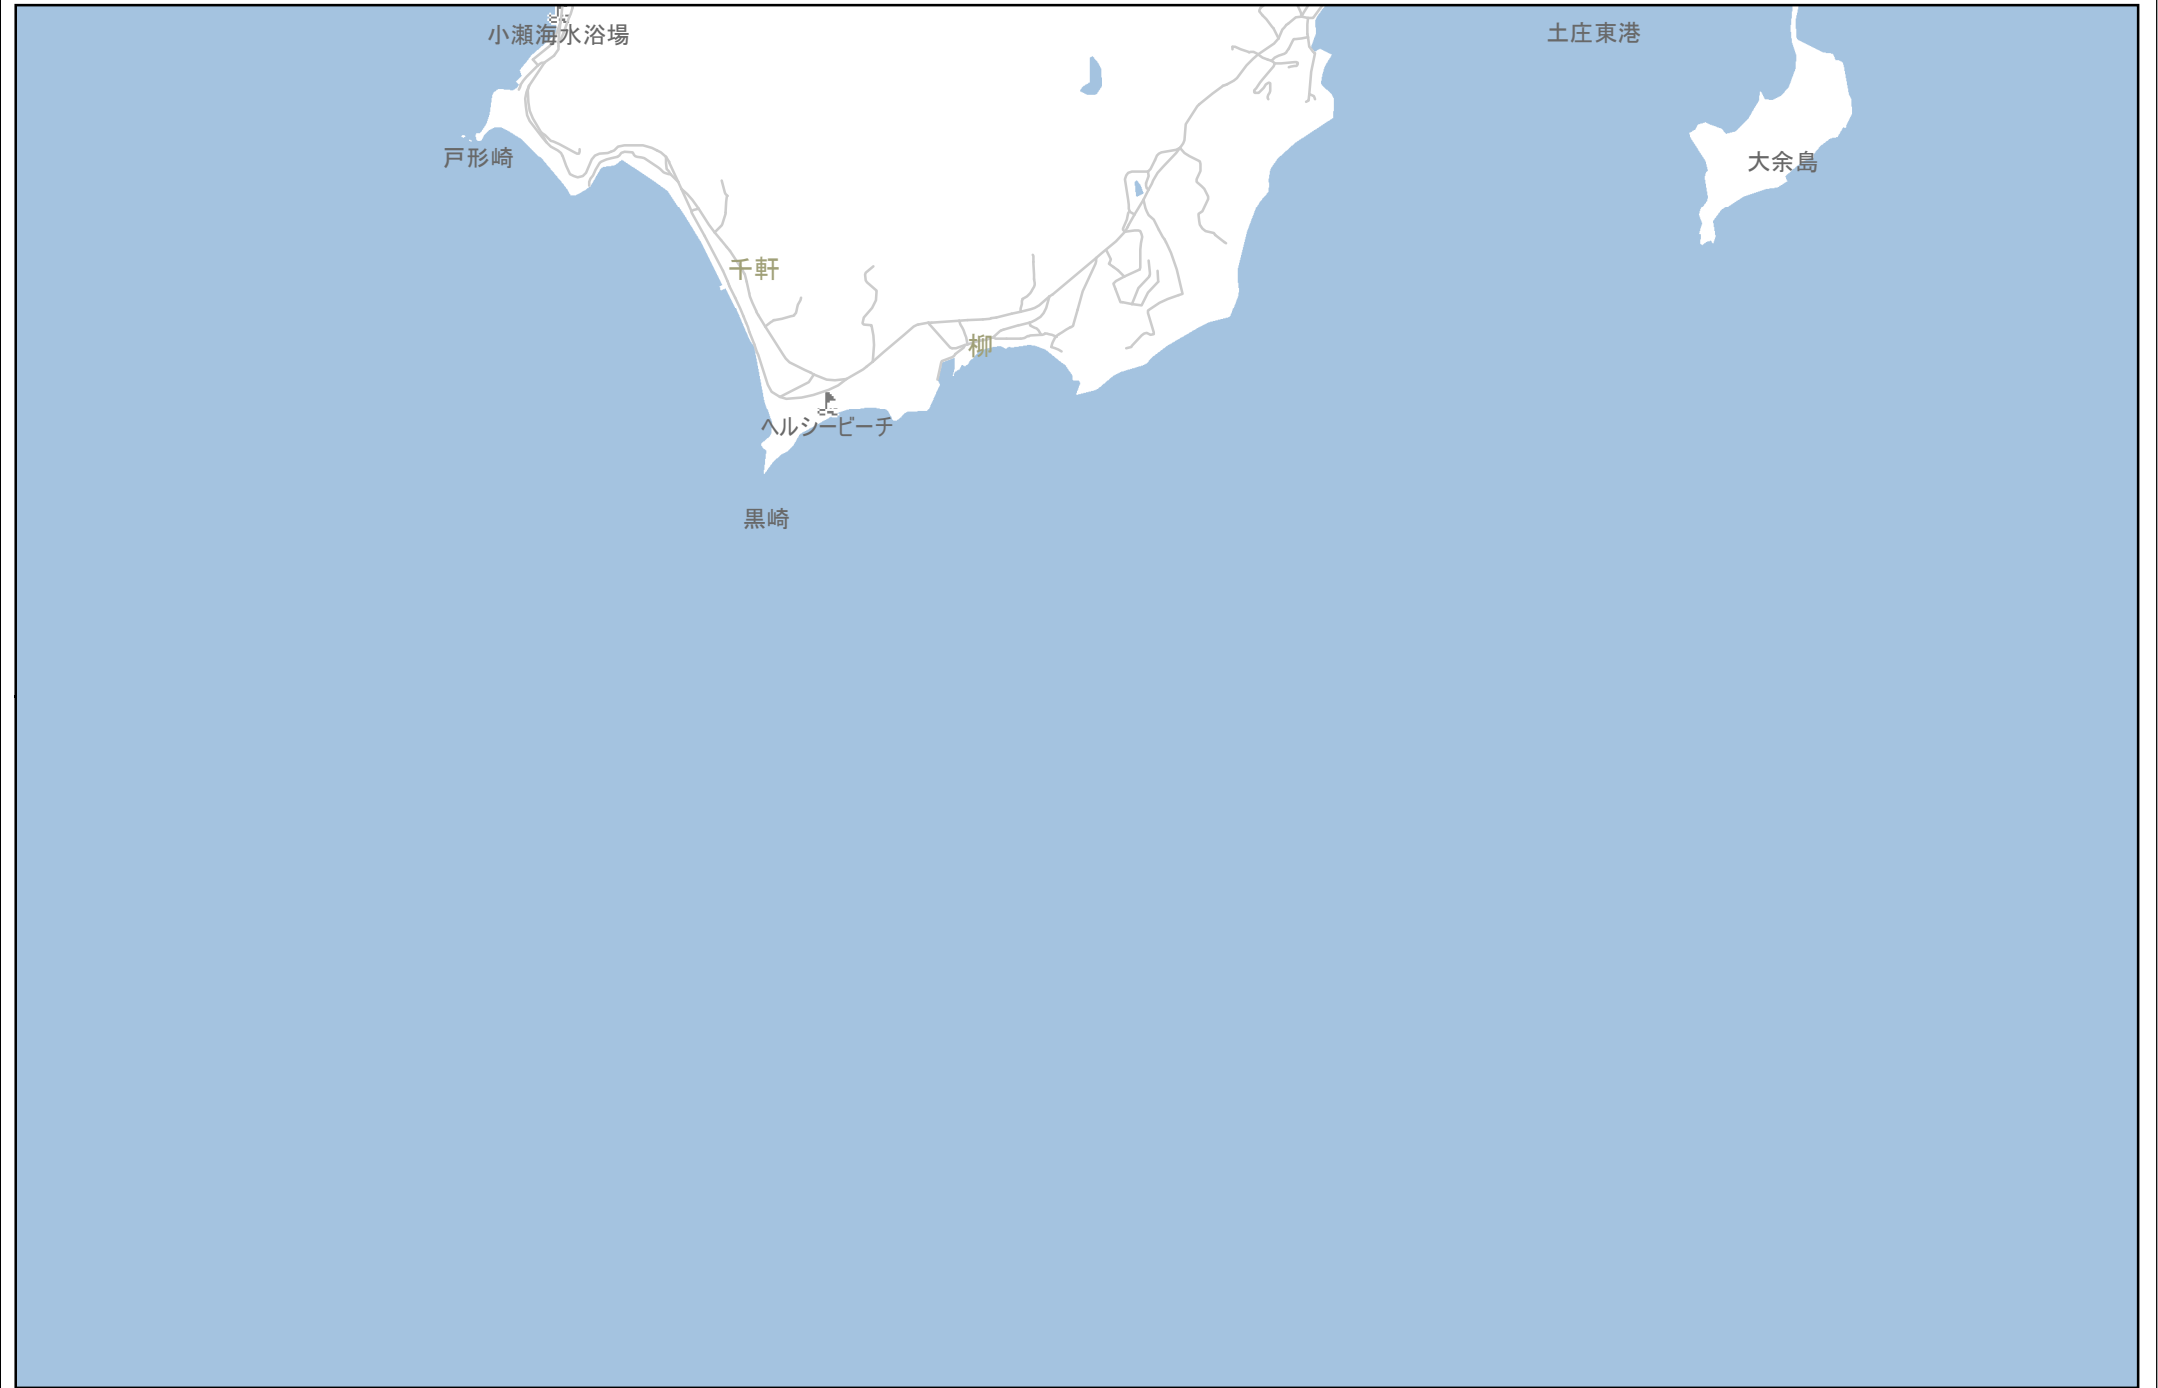 小瀬海水浴場
土庄東港
戸形崎
大余島
千軒
柳
ヘルシービーチ
黒崎